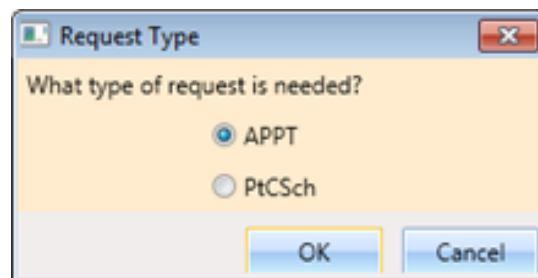 Request Type
What type of request is needed?
APPT
PtCSch
OK Cancel